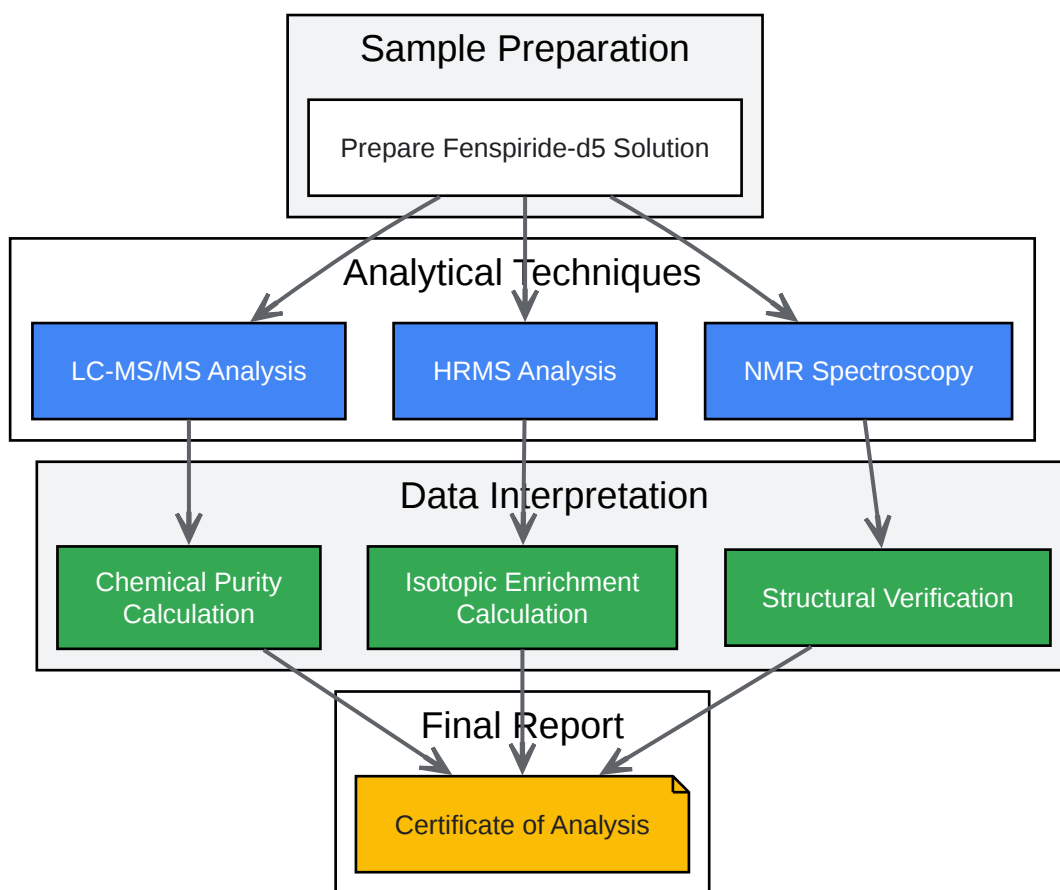 Sample Preparation
Prepare Fenspiride-d5 Solution
Analytical Techniques
LC-MS/MS Analysis
HRMS Analysis
NMR Spectroscopy
Data Interpretation
Chemical Purity
Calculation
Isotopic Enrichment
Calculation
Structural Verification
Final Report
Certificate of Analysis